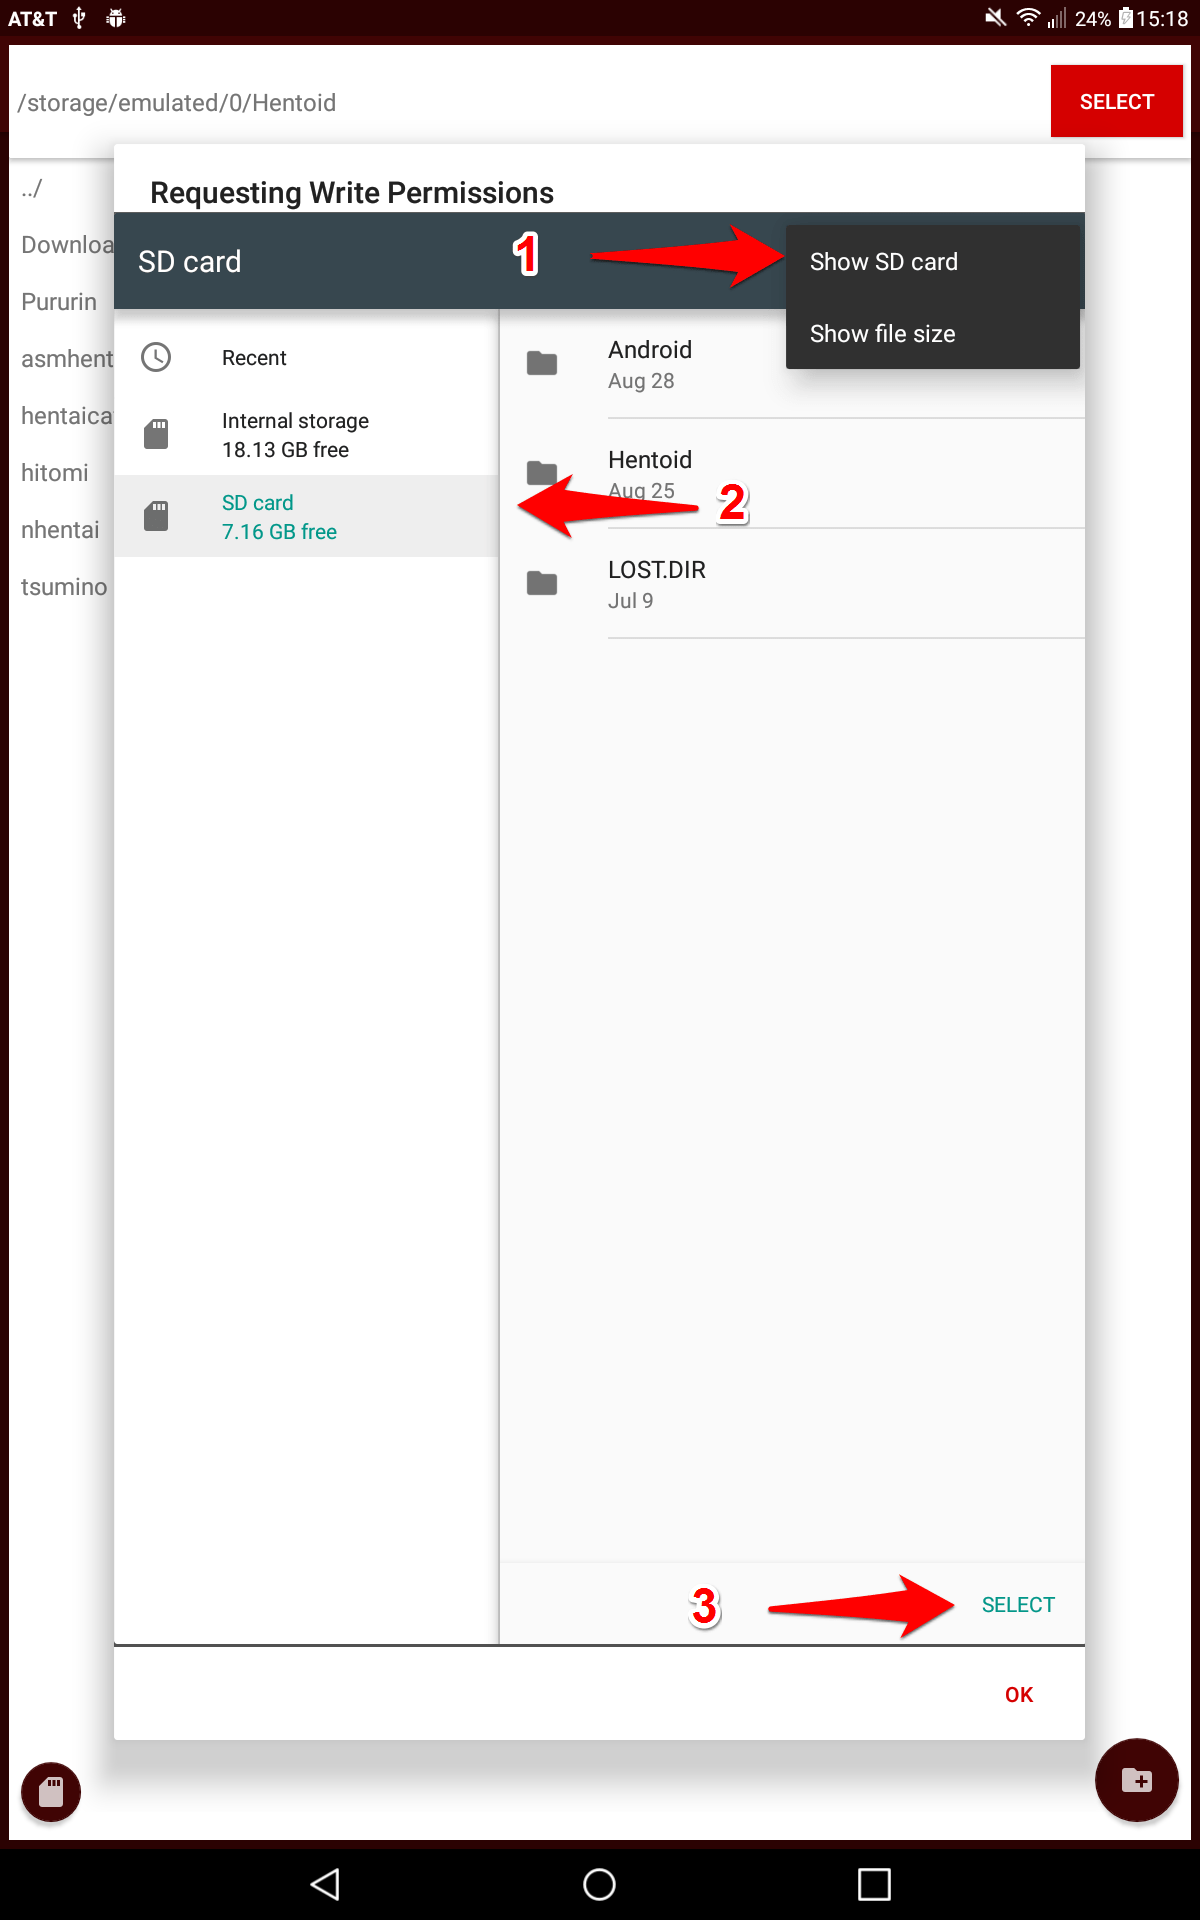 AT&T 24% 15:18
/storage/emulated/0/Hentoid SELECT
../
Downloa
Pururin
asmhent
hentaica
hitomi
nhentai
tsumino
Requesting Write Permissions
SD card
1
Show SD card
Show file size
Recent
Internal storage
18.13 GB free
SD card
7.16 GB free
Android
Aug 28
Hentoid
Aug 25
2
LOST.DIR
Jul 9
3
SELECT
OK